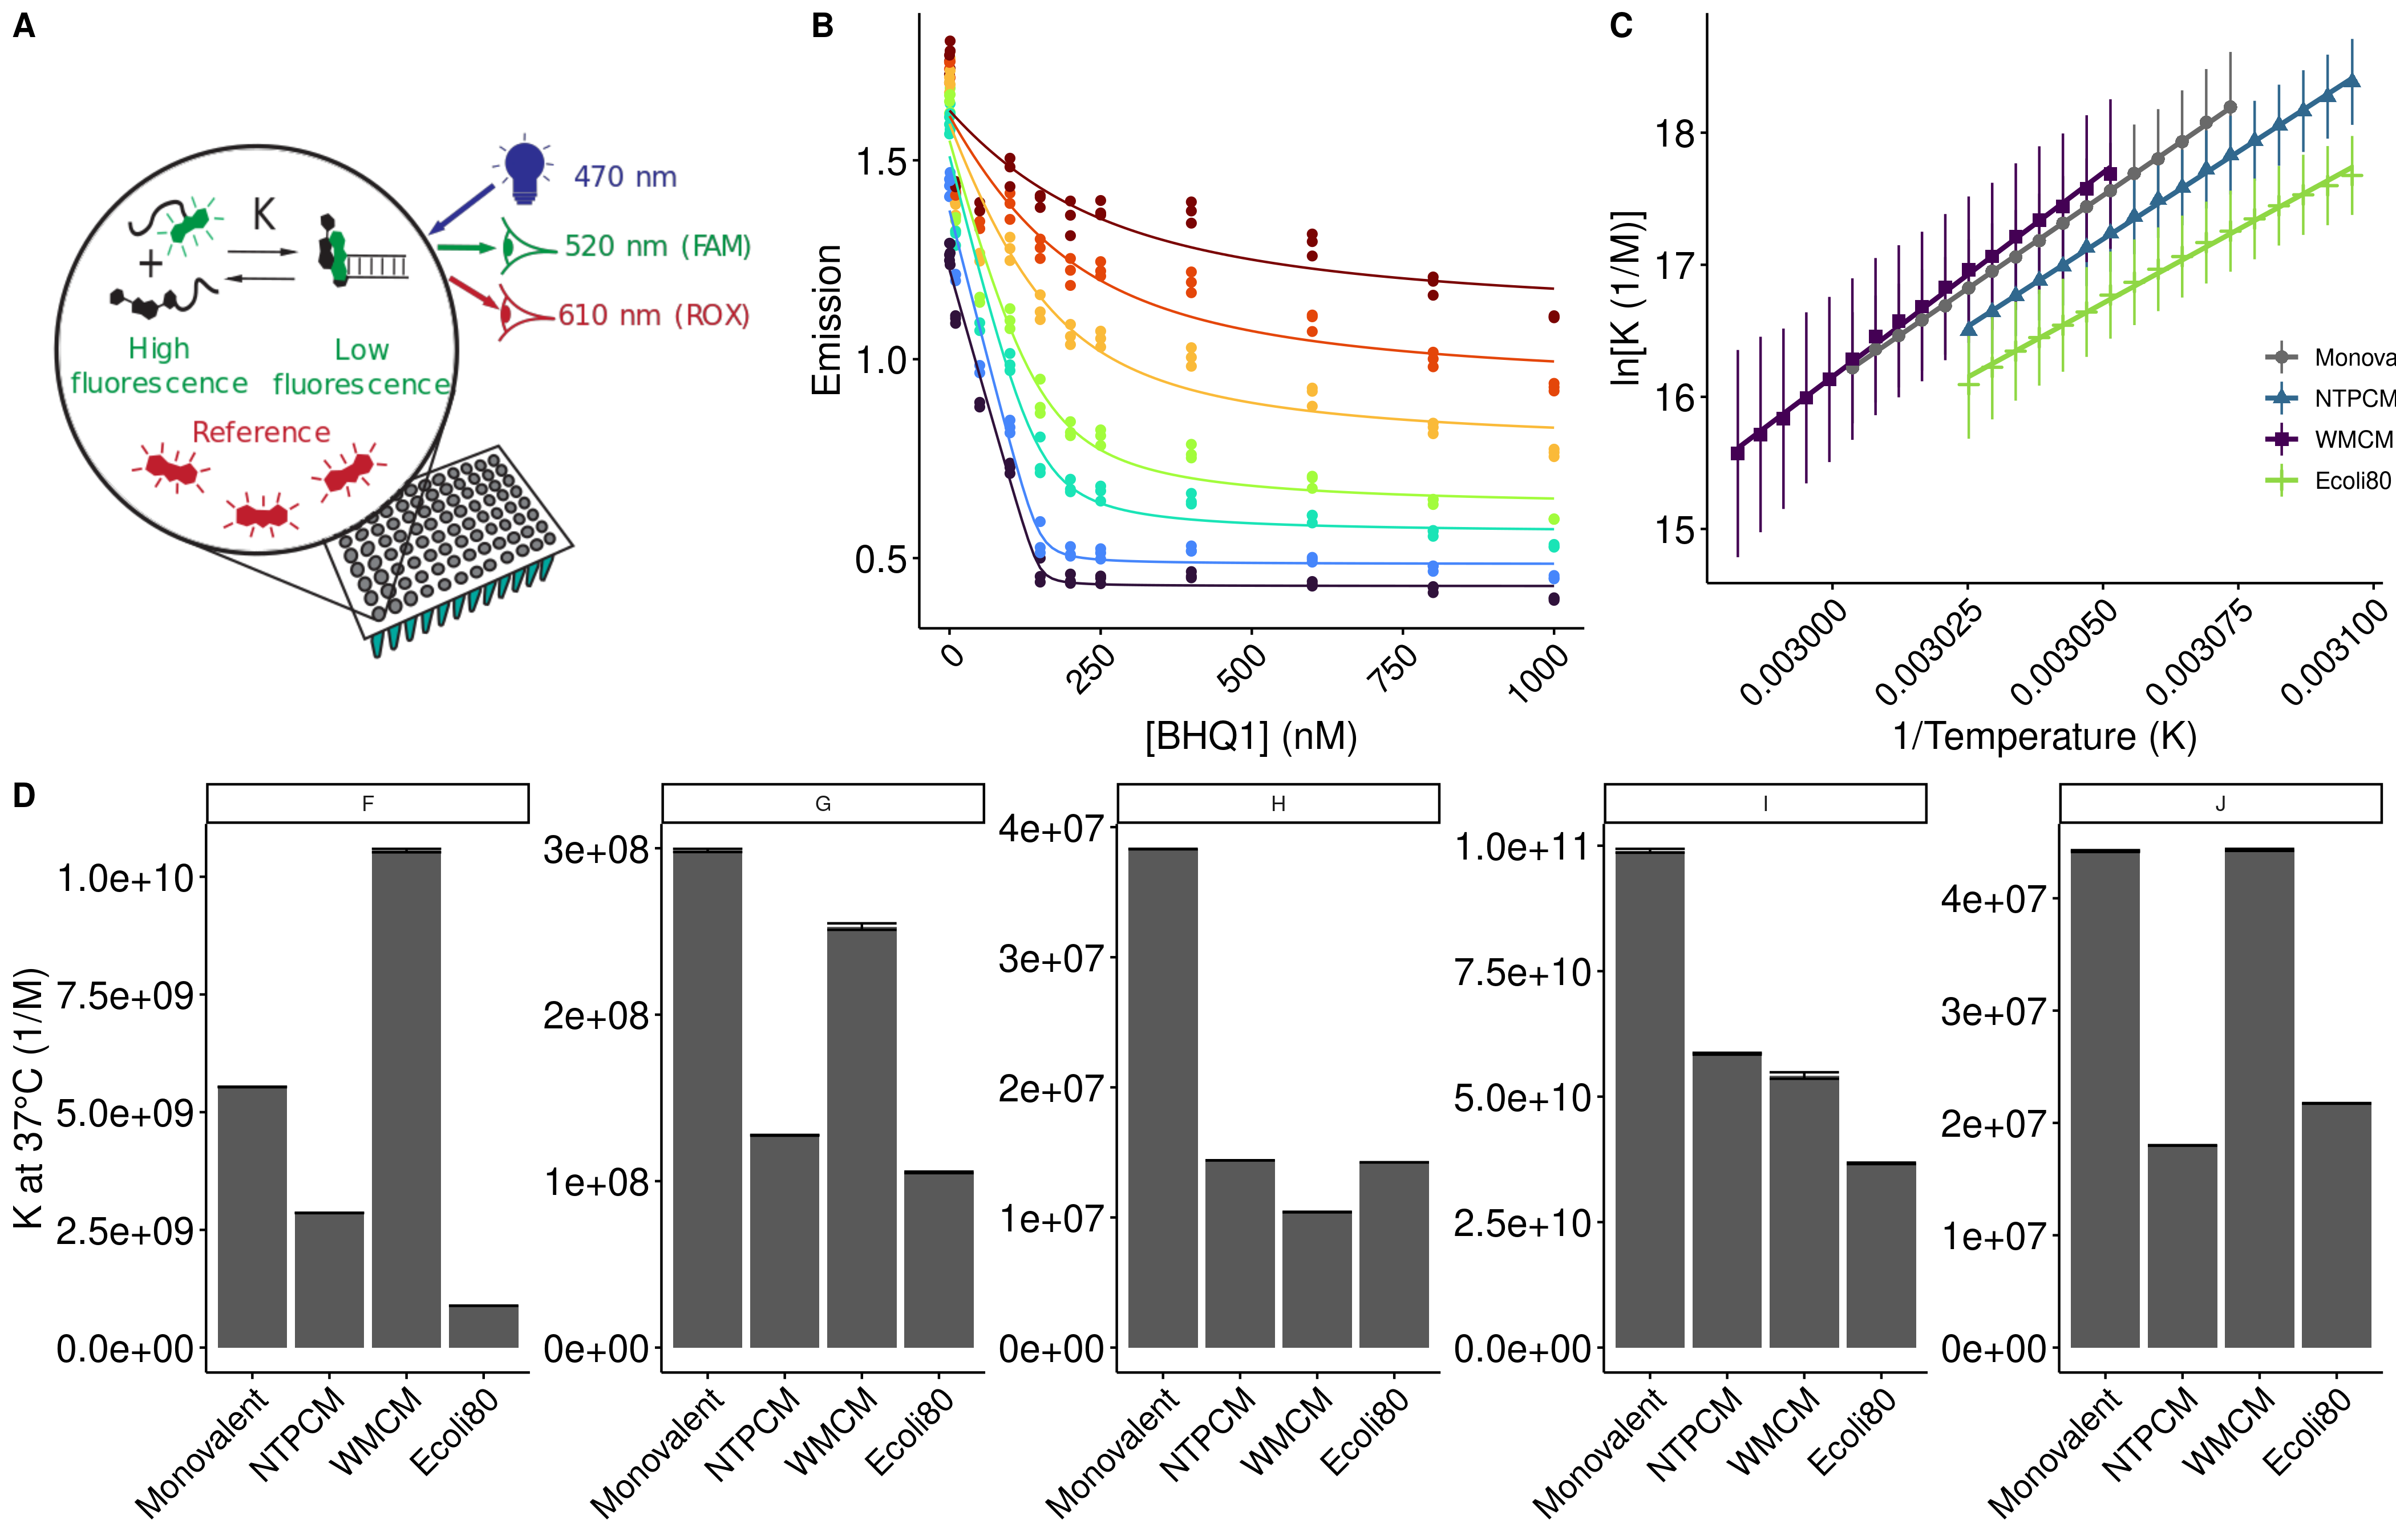 A
K
+
High
fluorescence
Low
fluorescence
Reference
470 nm
520 nm (FAM)
610 nm (ROX)
B
Emission
1.5
1.0
0.5
0
250
500
750
1000
[BHQ1] (nM)
C
ln[K (1/M)]
18
17
16
15
0.003000
0.003025
0.003050
0.003075
0.003100
1/Temperature (K)
Monova
NTPCM
WMCM
Ecoli80
D
K at 37°C (1/M)
F
1.0e+10
7.5e+09
5.0e+09
2.5e+09
0.0e+00
Monovalent
NTPCM
WMCM
Ecoli80
G
3e+08
2e+08
1e+08
0e+00
Monovalent
NTPCM
WMCM
Ecoli80
H
4e+07
3e+07
2e+07
1e+07
0e+00
Monovalent
NTPCM
WMCM
Ecoli80
I
1.0e+11
7.5e+10
5.0e+10
2.5e+10
0.0e+00
Monovalent
NTPCM
WMCM
Ecoli80
J
4e+07
3e+07
2e+07
1e+07
0e+00
Monovalent
NTPCM
WMCM
Ecoli80